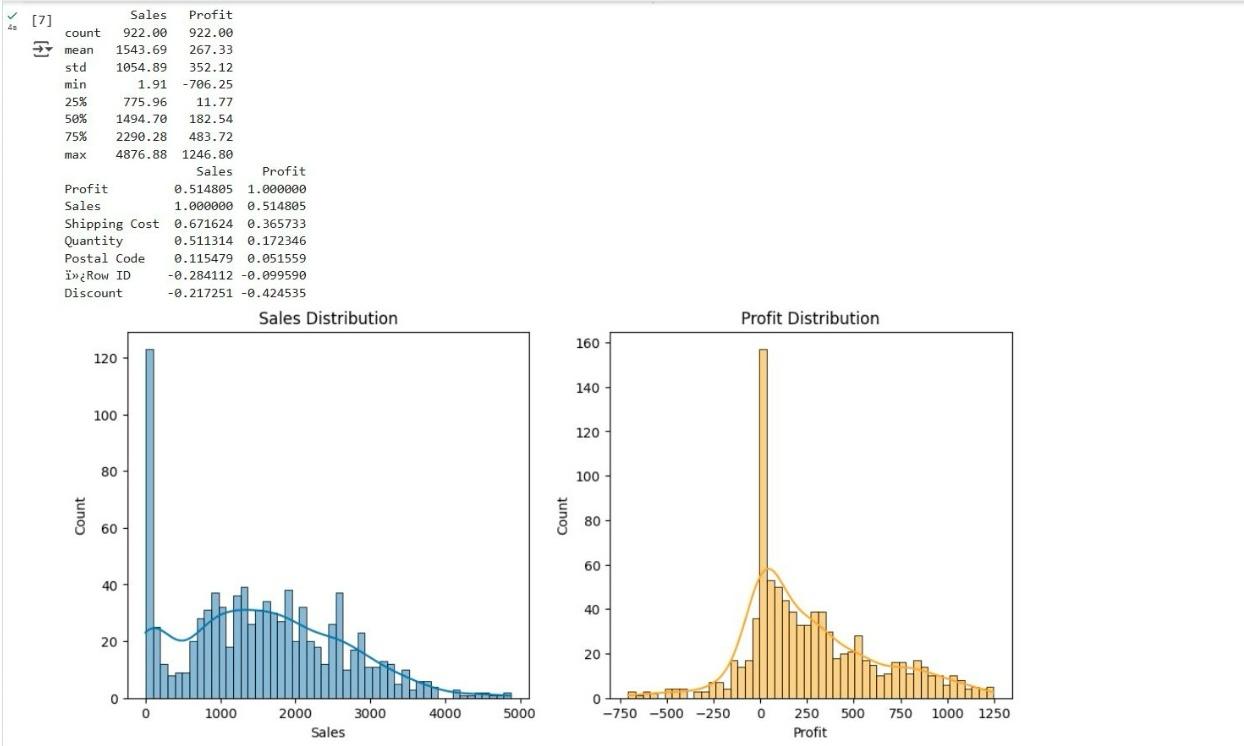 [7]
4s
Sales Profit
count 922.00 922.00
mean 1543.69 267.33
std 1054.89 352.12
min 1.91 -706.25
25% 775.96 11.77
50% 1494.70 182.54
75% 2290.28 483.72
max 4876.88 1246.80
Sales Profit
Profit 0.514805 1.000000
Sales 1.000000 0.514805
Shipping Cost 0.671624 0.365733
Quantity 0.511314 0.172346
Postal Code 0.115479 0.051559
ï»¿Row ID -0.284112 -0.099590
Discount -0.217251 -0.424535
Sales Distribution
120
100
80
60
40
20
0
Count
0 1000 2000 3000 4000 5000
Sales
Profit Distribution
160
140
120
100
80
60
40
20
0
Count
−750 −500 −250 0 250 500 750 1000 1250
Profit